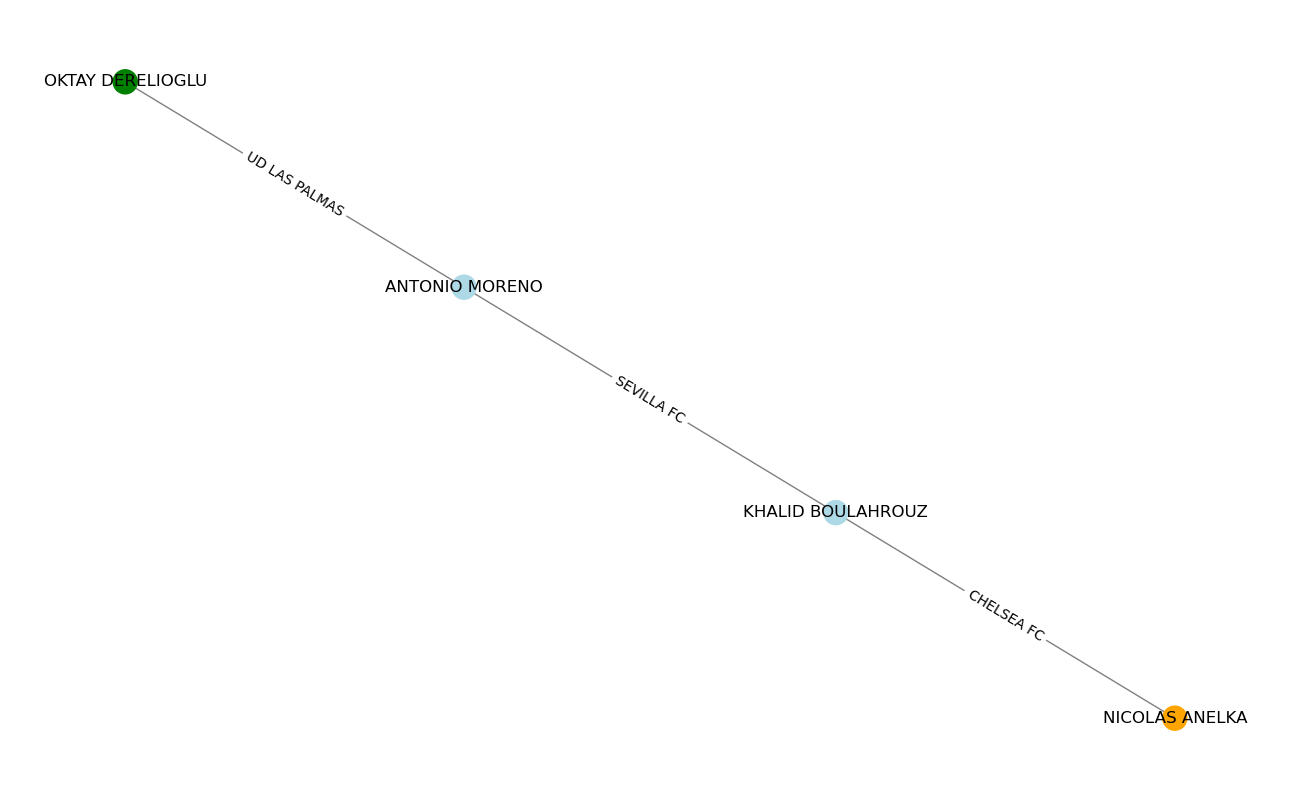 OKTAY DERELIOGLU
UD LAS PALMAS
ANTONIO MORENO
SEVILLA FC
KHALID BOULAHROUZ
CHELSEA FC
NICOLAS ANELKA